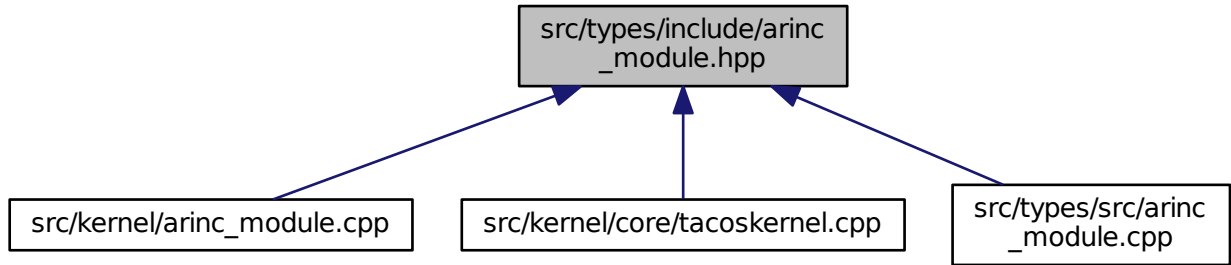 src/types/include/arinc
_module.hpp
src/kernel/arinc_module.cpp
src/kernel/core/tacoskernel.cpp
src/types/src/arinc
_module.cpp